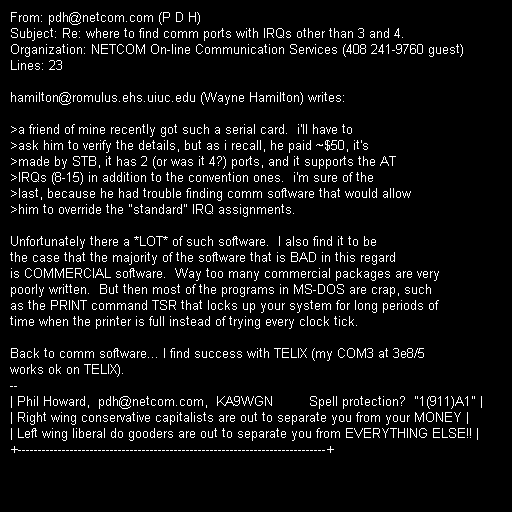 From: pdh@netcom.com (P D H)
Subject: Re: where to find comm ports with IRQs other than 3 and 4.
Organization: NETCOM On-line Communication Services (408 241-9760 guest)
Lines: 23

hamilton@romulus.ehs.uiuc.edu (Wayne Hamilton) writes:

>a friend of mine recently got such a serial card.  i'll have to
>ask him to verify the details, but as i recall, he paid ~$50, it's
>made by STB, it has 2 (or was it 4?) ports, and it supports the AT
>IRQs (8-15) in addition to the convention ones.  i'm sure of the
>last, because he had trouble finding comm software that would allow
>him to override the "standard" IRQ assignments.

Unfortunately there a *LOT* of such software.  I also find it to be
the case that the majority of the software that is BAD in this regard
is COMMERCIAL software.  Way too many commercial packages are very
poorly written.  But then most of the programs in MS-DOS are crap, such
as the PRINT command TSR that locks up your system for long periods of
time when the printer is full instead of trying every clock tick.

Back to comm software... I find success with TELIX (my COM3 at 3e8/5
works ok on TELIX).
--
| Phil Howard,  pdh@netcom.com,  KA9WGN         Spell protection?  "1(911)A1" |
| Right wing conservative capitalists are out to separate you from your MONEY |
| Left wing liberal do gooders are out to separate you from EVERYTHING ELSE!! |
+-----------------------------------------------------------------------------+